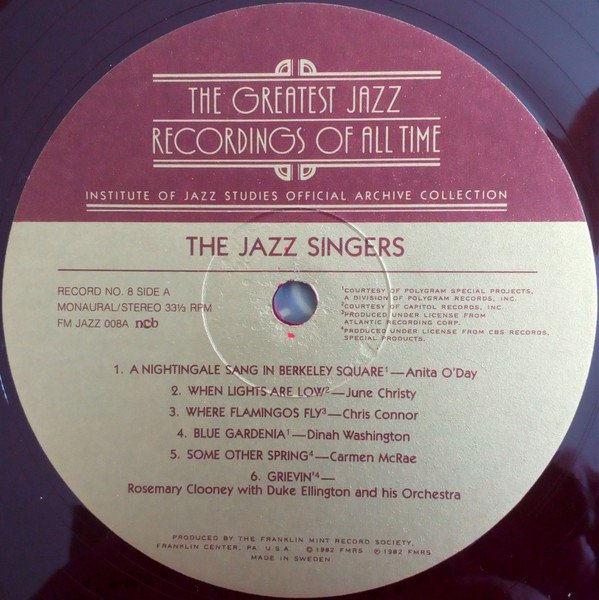 THE GREATEST JAZZ
RECORDINGS OF ALL TIME
INSTITUTE OF JAZZ STUDIES OFFICIAL ARCHIVE COLLECTION
THE JAZZ SINGERS
RECORD NO. 8 SIDE A
MONAURAL/STEREO 33⅓ RPM
FM JAZZ 008A ncb
¹COURTESY OF POLYGRAM SPECIAL PROJECTS,
A DIVISION OF POLYGRAM RECORDS, INC.
²COURTESY OF CAPITOL RECORDS, INC.
³PRODUCED UNDER LICENSE FROM
ATLANTIC RECORDING CORP.
⁴PRODUCED UNDER LICENSE FROM CBS RECORDS,
SPECIAL PRODUCTS.
1. A NIGHTINGALE SANG IN BERKELEY SQUARE¹—Anita O'Day
2. WHEN LIGHTS ARE LOW²—June Christy
3. WHERE FLAMINGOS FLY³—Chris Connor
4. BLUE GARDENIA¹—Dinah Washington
5. SOME OTHER SPRING⁴—Carmen McRae
6. GRIEVIN'⁴—
Rosemary Clooney with Duke Ellington and his Orchestra
PRODUCED BY THE FRANKLIN MINT RECORD SOCIETY,
FRANKLIN CENTER, PA U.S.A. © 1982 FMRS ℗ 1982 FMRS
MADE IN SWEDEN